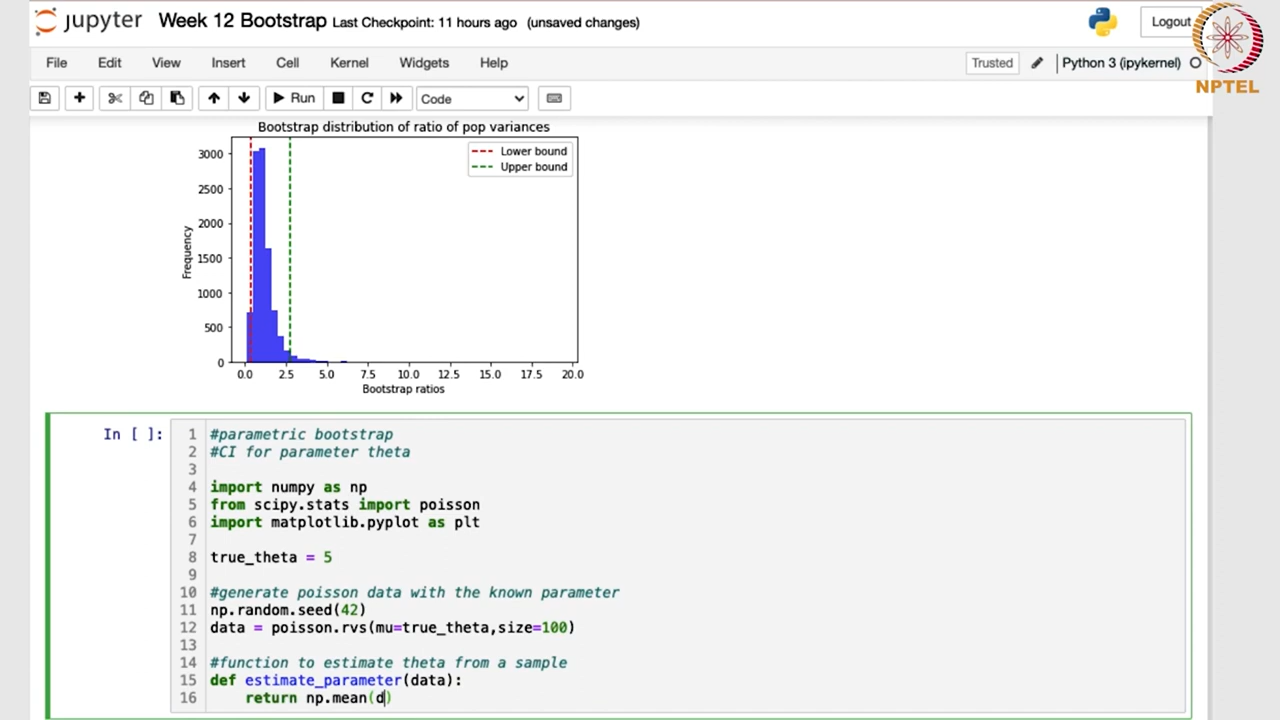 jupyter Week 12 Bootstrap Last Checkpoint: 11 hours ago (unsaved changes) Logout
NPTEL
File Edit View Insert Cell Kernel Widgets Help Trusted Python 3 (ipykernel)
Run Code
Bootstrap distribution of ratio of pop variances
Lower bound
Upper bound
3000
2500
2000
1500
1000
500
0
Frequency
0.0 2.5 5.0 7.5 10.0 12.5 15.0 17.5 20.0
Bootstrap ratios
In [ ]:
1 #parametric bootstrap
2 #CI for parameter theta
3
4 import numpy as np
5 from scipy.stats import poisson
6 import matplotlib.pyplot as plt
7
8 true_theta = 5
9
10 #generate poisson data with the known parameter
11 np.random.seed(42)
12 data = poisson.rvs(mu=true_theta,size=100)
13
14 #function to estimate theta from a sample
15 def estimate_parameter(data):
16 return np.mean(d)